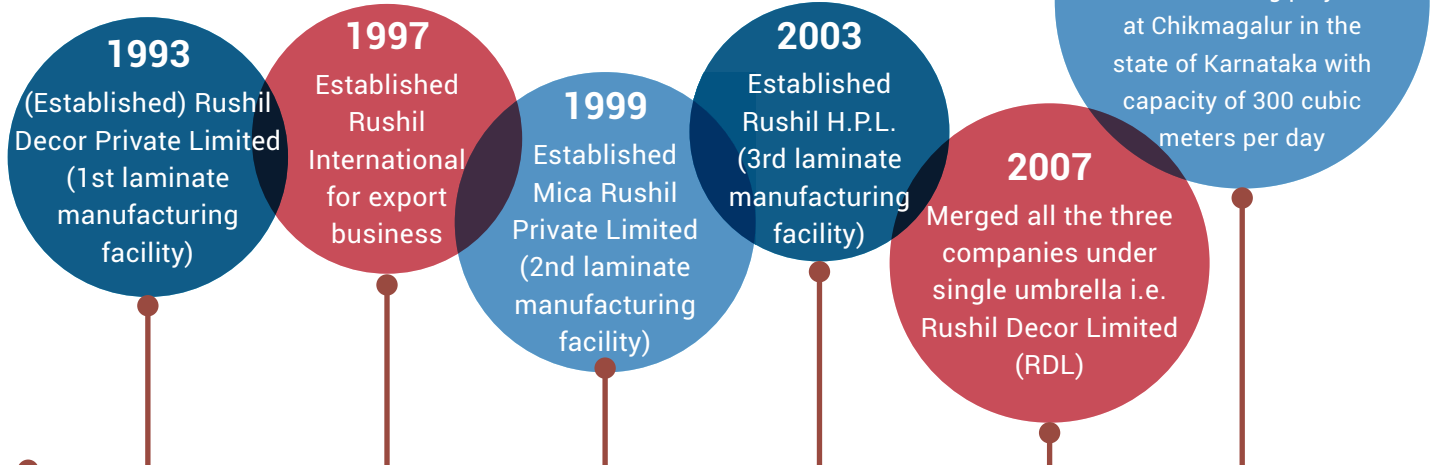 1993
(Established) Rushil
Decor Private Limited
(1st laminate
manufacturing
facility)
1997
Established
Rushil
International
for export
business
1999
Established
Mica Rushil
Private Limited
(2nd laminate
manufacturing
facility)
2003
Established
Rushil H.P.L.
(3rd laminate
manufacturing
facility)
2007
Merged all the three
companies under
single umbrella i.e.
Rushil Decor Limited
(RDL)
at Chikmagalur in the
state of Karnataka with
capacity of 300 cubic
meters per day